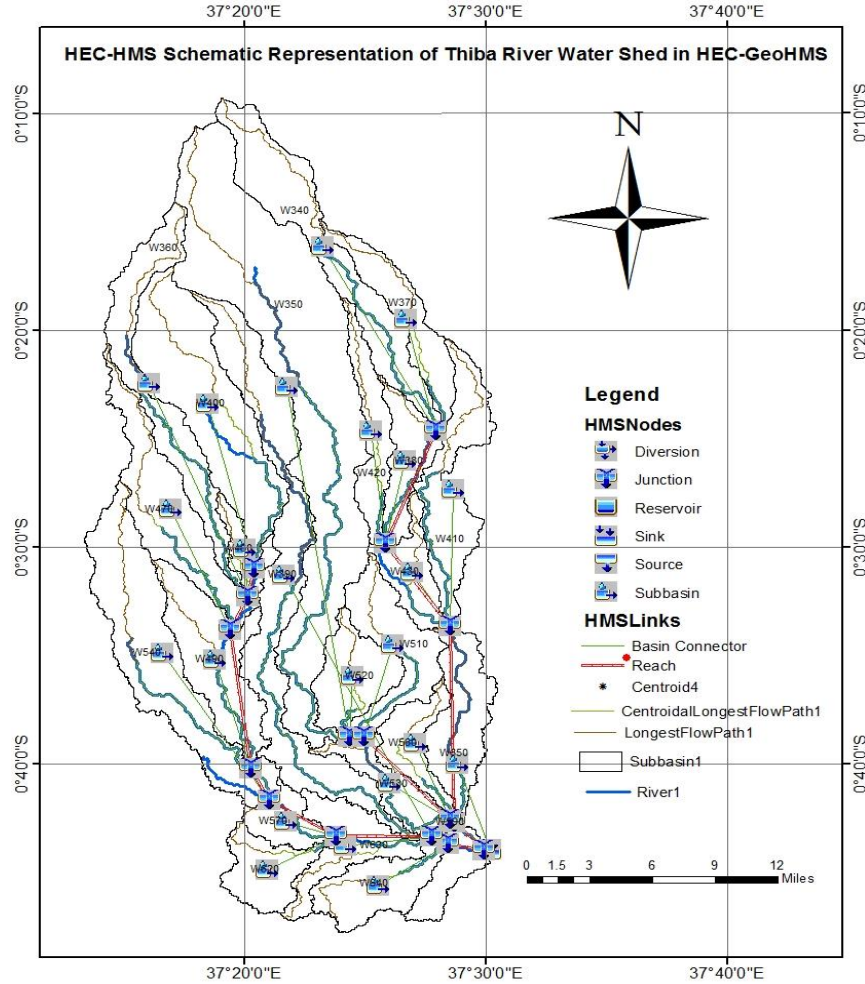 37°20'0"E
37°30'0"E
37°40'0"E
HEC-HMS Schematic Representation of Thiba River Water Shed in HEC-GeoHMS
0°10'0"S
0°10'0"S
N
W340
W360
W350
W370
0°20'0"S
0°20'0"S
W400
Legend
HMSNodes
Diversion
Junction
Reservoir
Sink
Source
Subbasin
W380
W420
W470
W410
0°30'0"S
0°30'0"S
W390
W430
HMSLinks
Basin Connector
Reach
Centroid4
CentroidalLongestFlowPath1
LongestFlowPath1
Subbasin1
River1
W510
W540
W520
W530
0°40'0"S
0°40'0"S
W570
W620
W640
0 1.5 3 6 9 12
Miles
37°20'0"E
37°30'0"E
37°40'0"E